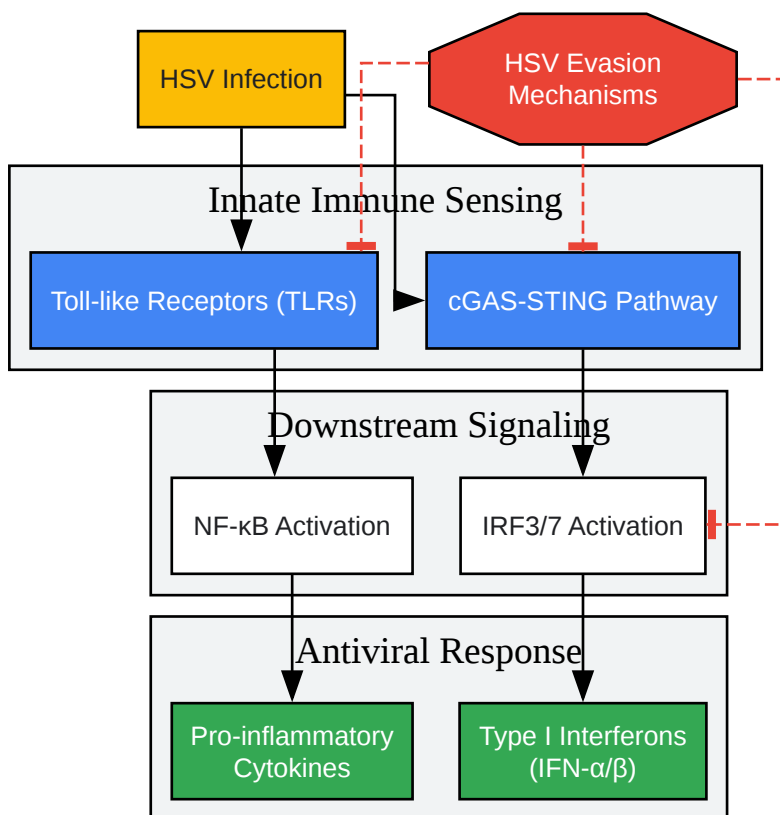 HSV Infection
HSV Evasion
Mechanisms
Innate Immune Sensing
Toll-like Receptors (TLRs)
cGAS-STING Pathway
Downstream Signaling
NF-κB Activation
IRF3/7 Activation
Antiviral Response
Pro-inflammatory
Cytokines
Type I Interferons
(IFN-α/β)